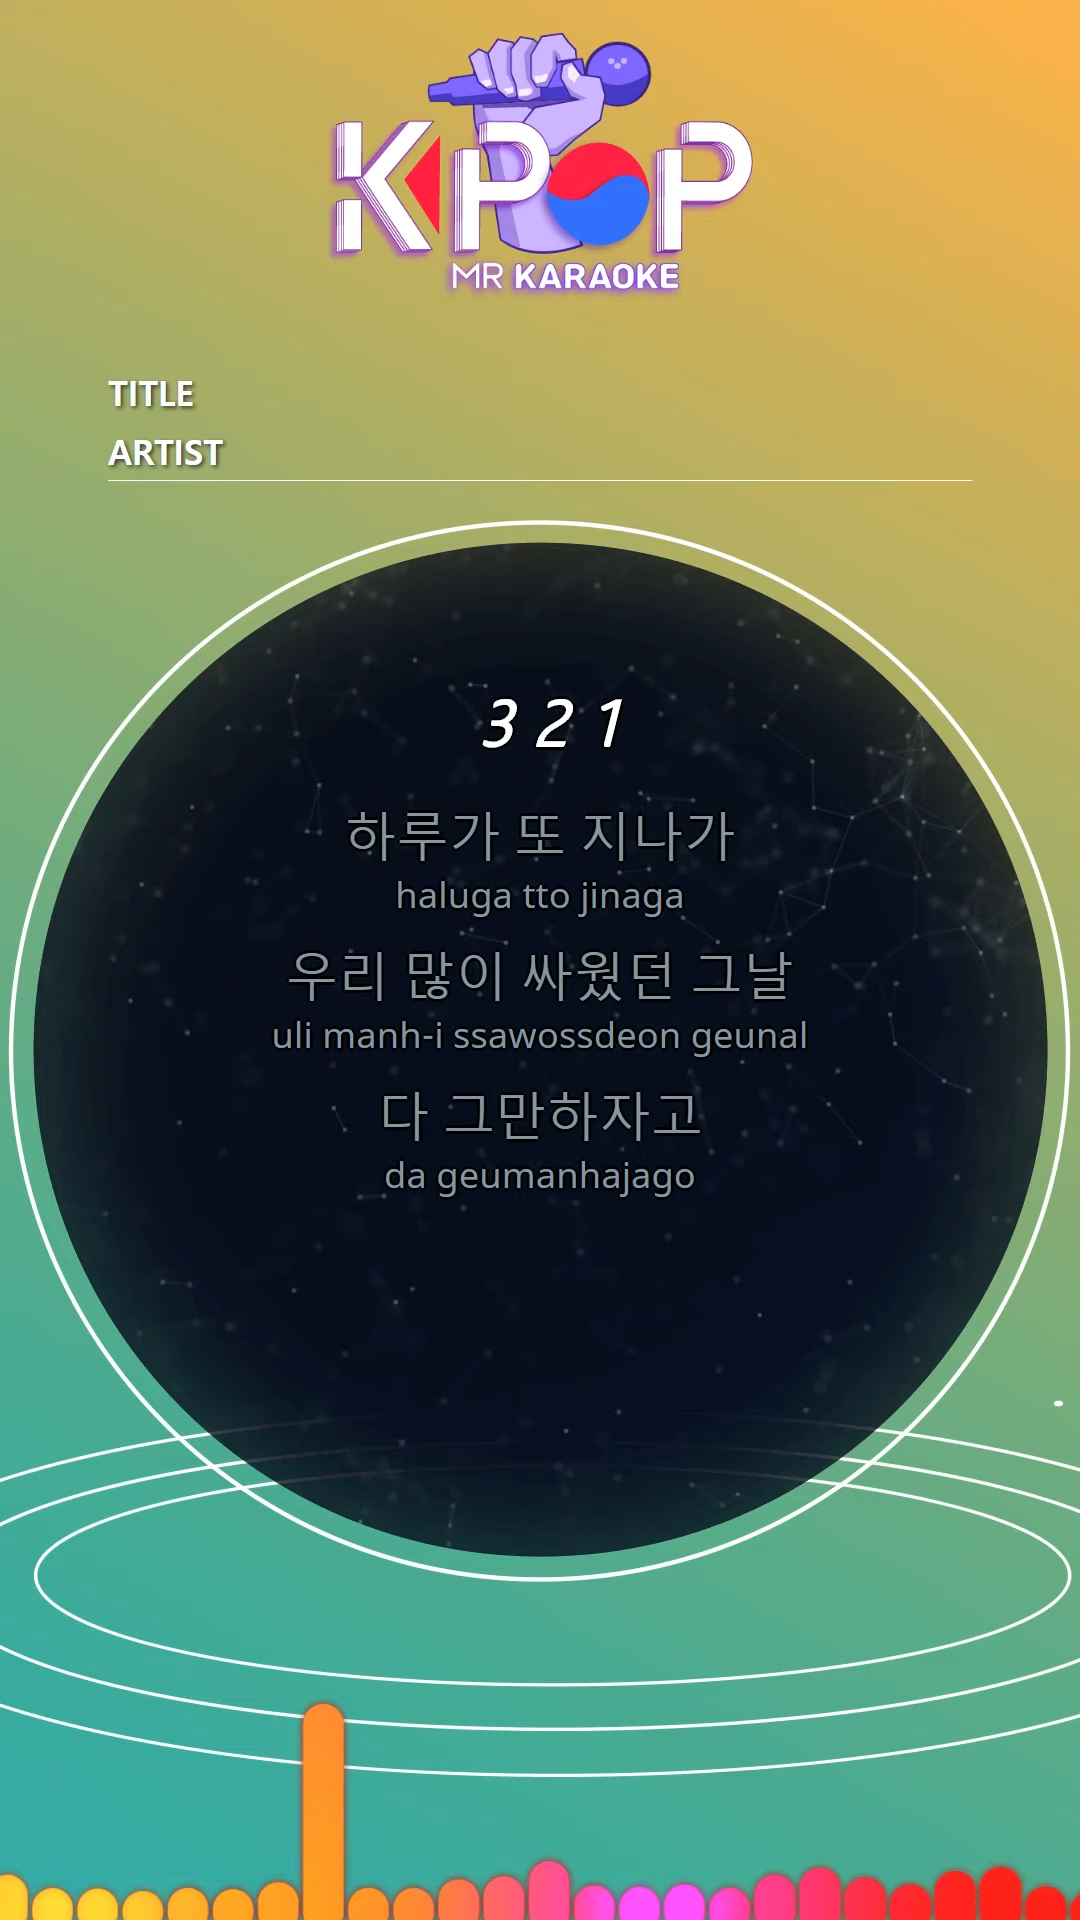 KPOP
MR KARAOKE
TITLE
ARTIST
3 2 1
하루가 또 지나가
haluga tto jinaga
우리 많이 싸웠던 그날
uli manh-i ssawossdeon geunal
다 그만하자고
da geumanhajago